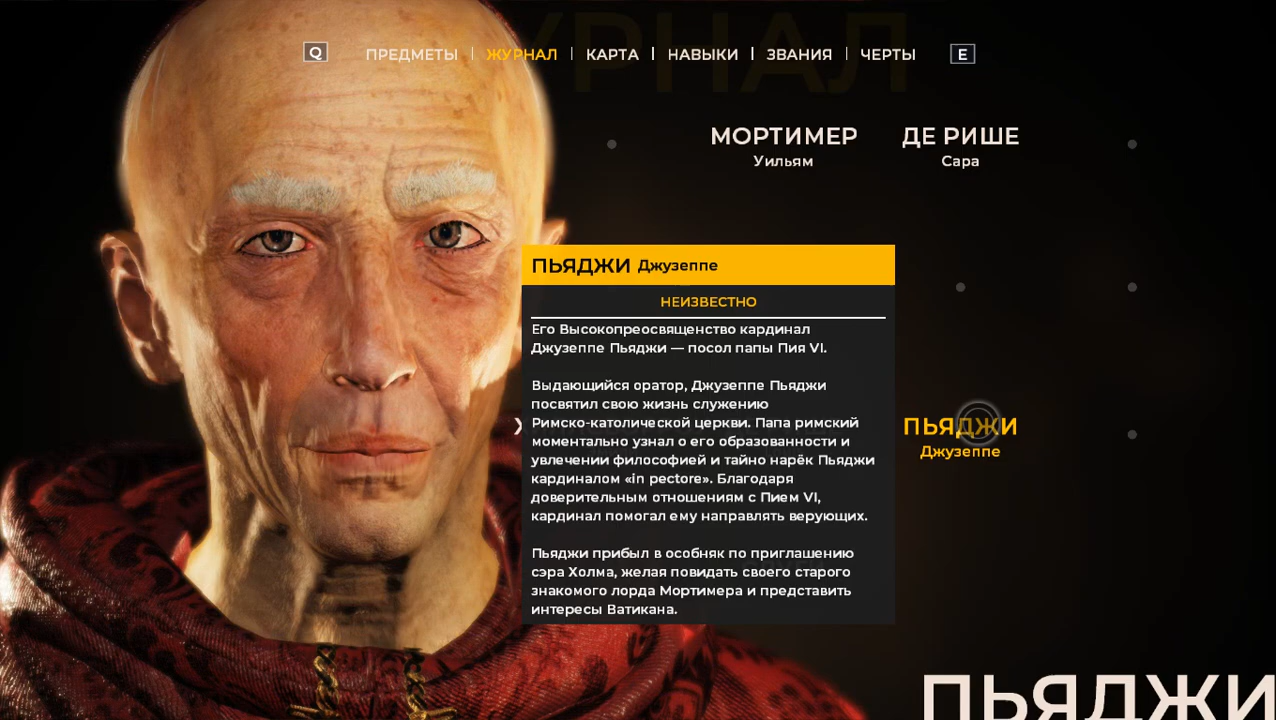 Q ПРЕДМЕТЫ ЖУРНАЛ КАРТА НАВЫКИ ЗВАНИЯ ЧЕРТЫ E
МОРТИМЕР ДЕ РИШЕ
Уильям Сара
ПЬЯДЖИ Джузеппе
НЕИЗВЕСТНО
Его Высокопреосвященство кардинал
Джузеппе Пьяджи — посол папы Пия VI.
Выдающийся оратор, Джузеппе Пьяджи
посвятил свою жизнь служению
Римско-католической церкви. Папа римский
моментально узнал о его образованности и
увлечении философией и тайно нарёк Пьяджи
кардиналом «in pectore». Благодаря
доверительным отношениям с Пием VI,
кардинал помогал ему направлять верующих.
Пьяджи прибыл в особняк по приглашению
сэра Холма, желая повидать своего старого
знакомого лорда Мортимера и представить
интересы Ватикана.
ПЬЯДЖИ
Джузеппе
ПЬЯДЖИ